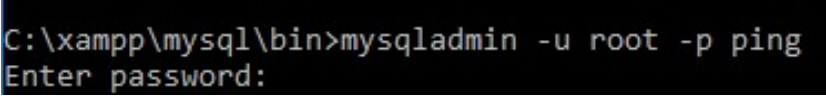 C:\xampp\mysql\bin>mysqladmin -u root -p ping
Enter password: